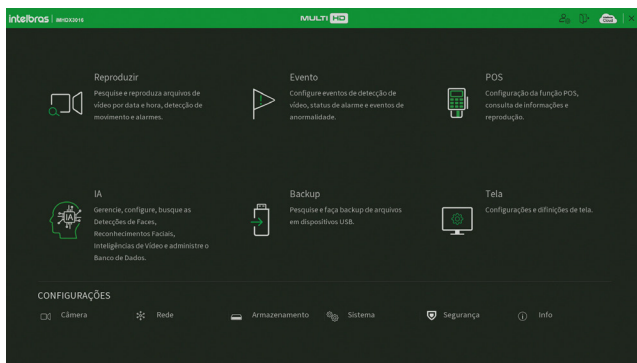 intelbras | iMHDX3016
MULTI HD
Reproduzir
Pesquise e reproduza arquivos de
vídeo por data e hora, detecção de
movimento e alarmes.
Evento
Configure eventos de detecção de
vídeo, status de alarme e eventos de
anormalidade.
POS
Configuração da função POS,
consulta de informações e
reprodução.
IA
IA
Gerencie, configure, busque as
Detecções de Faces,
Reconhecimentos Faciais,
Inteligências de Vídeo e administre o
Banco de Dados.
Backup
Pesquise e faça backup de arquivos
em dispositivos USB.
Tela
Configurações e difinições de tela.
CONFIGURAÇÕES
Câmera
Rede
Armazenamento
Sistema
Segurança
Info